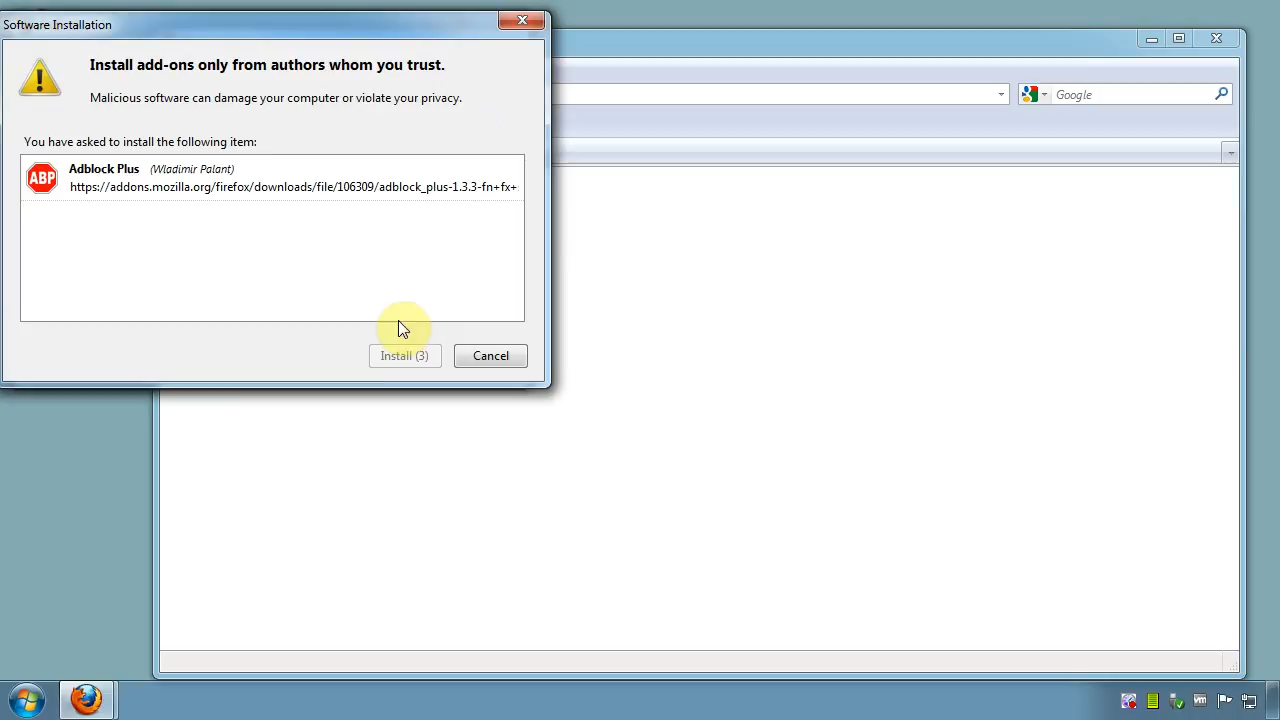 Software Installation
Install add-ons only from authors whom you trust.
Malicious software can damage your computer or violate your privacy.
You have asked to install the following item:
ABP
Adblock Plus (Wladimir Palant)
https://addons.mozilla.org/firefox/downloads/file/106309/adblock_plus-1.3.3-fn+fx+
Install (3)
Cancel
Google